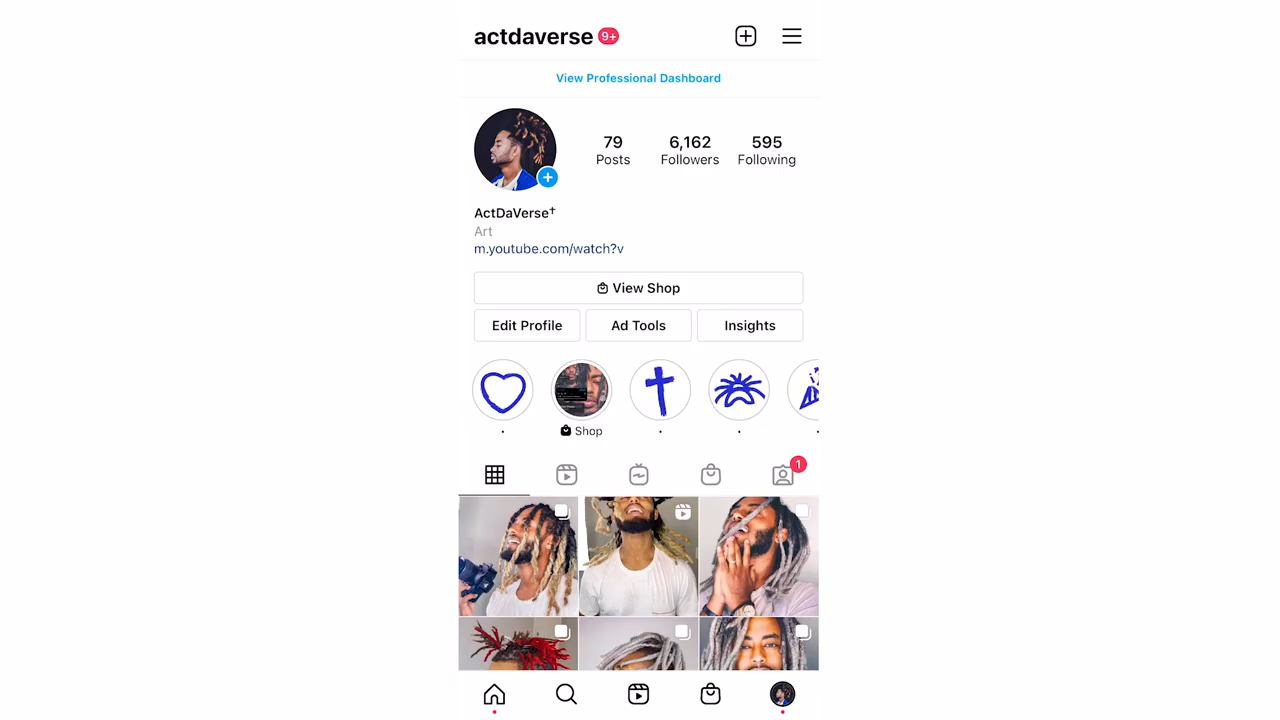 actdaverse 9+
View Professional Dashboard
79 6,162 595
Posts Followers Following
ActDaVerse†
Art
m.youtube.com/watch?v
View Shop
Edit Profile Ad Tools Insights
Shop
1